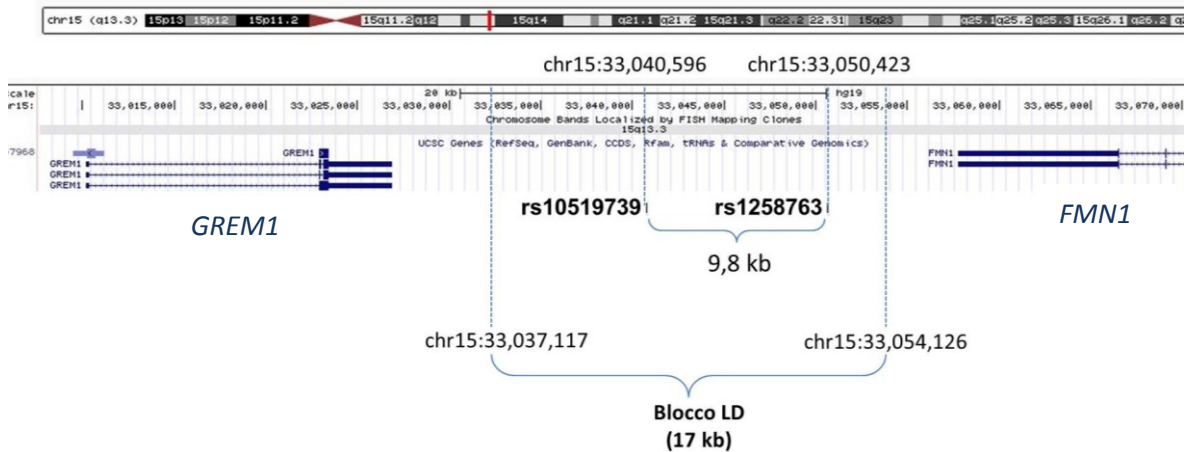 chr15 (q13.3) 15p13 15p12 15p11.2 15q11.2 q12 15q14 q21.1 q21.2 15q21.3 q22.2 22.31 15q23 q25.1 q25.2 q25.3 15q26.1 q26.2
chr15:33,040,596 chr15:33,050,423
Scale 20 kb hg19
chr15: 33,015,000| 33,020,000| 33,025,000| 33,030,000| 33,035,000| 33,040,000| 33,045,000| 33,050,000| 33,055,000| 33,060,000| 33,065,000| 33,070,000|
Chromosome Bands Localized by FISH Mapping Clones
15q13.3
UCSC Genes (RefSeq, GenBank, CCDS, Rfam, tRNAs & Comparative Genomics)
7968 GREM1 FMN1
GREM1 FMN1
GREM1
GREM1
rs10519739 rs1258763
GREM1 FMN1
9,8 kb
chr15:33,037,117 chr15:33,054,126
Blocco LD
(17 kb)